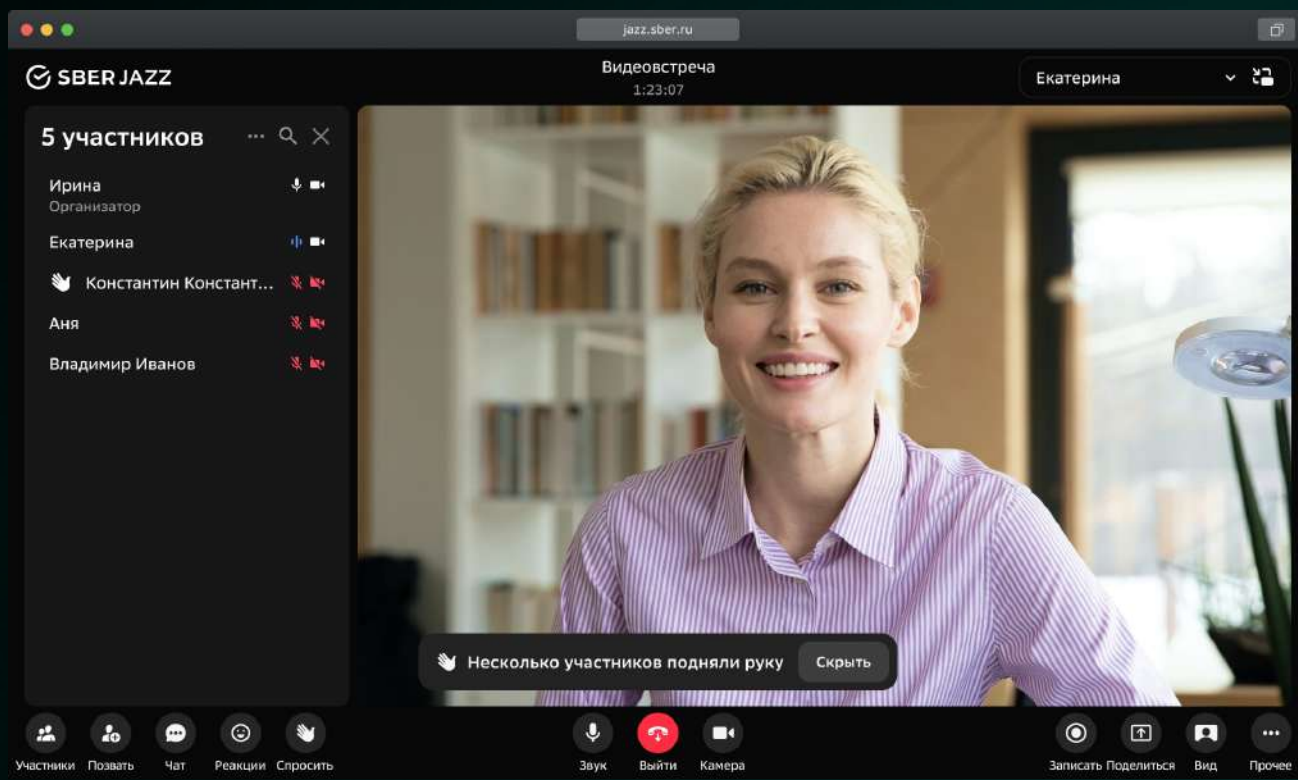 jazz.sber.ru
SBER JAZZ
Видеовстреча
1:23:07
Екатерина
5 участников
Ирина
Организатор
Екатерина
Константин Констант...
Аня
Владимир Иванов
Несколько участников подняли руку
Скрыть
Участники
Позвать
Чат
Реакции
Спросить
Звук
Выйти
Камера
Записать
Поделиться
Вид
Прочее